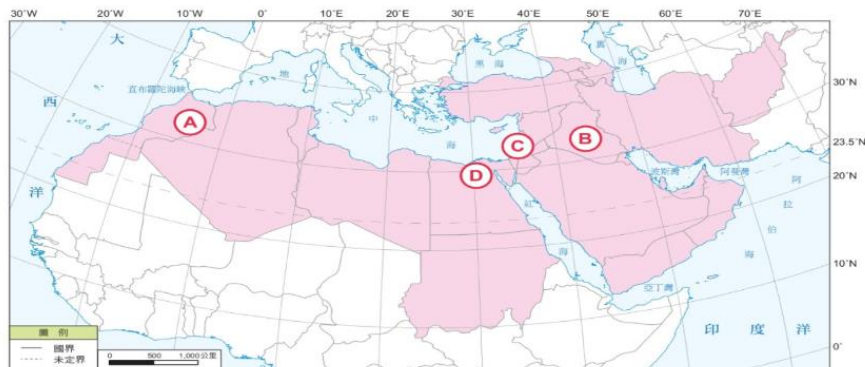 30°W 20°W 10°W 0° 10°E 20°E 30°E 40°E 50°E 60°E
大
西
洋
直布羅陀海峽
地
中
海
黑海
裏海
30°N
23.5°N
20°N
10°N
0°
A
B
C
D
波斯灣
阿曼灣
阿
拉
伯
海
紅
海
亞丁灣
印度洋
圖例
國界
未定界
0 500 1,000公里